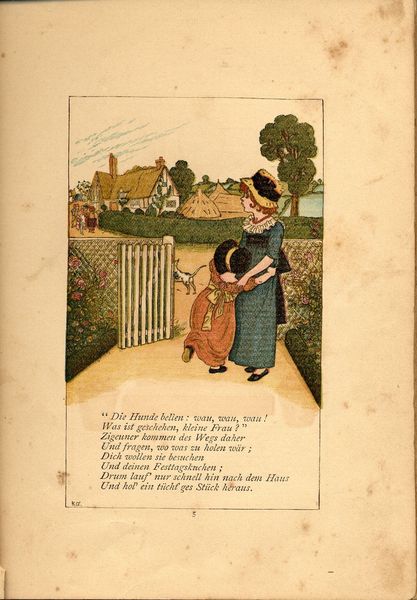 “ Die Hunde bellen : wau, wau, wau !
Was ist geschehen, kleine Frau ? ”
Zigeuner kommen des Wegs daher
Und fragen, wo was zu holen wär ;
Dich wollen sie besuchen
Und deinen Festtagskuchen ;
Drum lauf' nur schnell hin nach dem Haus
Und hol' ein tücht'ges Stück heraus.
K.G.
5